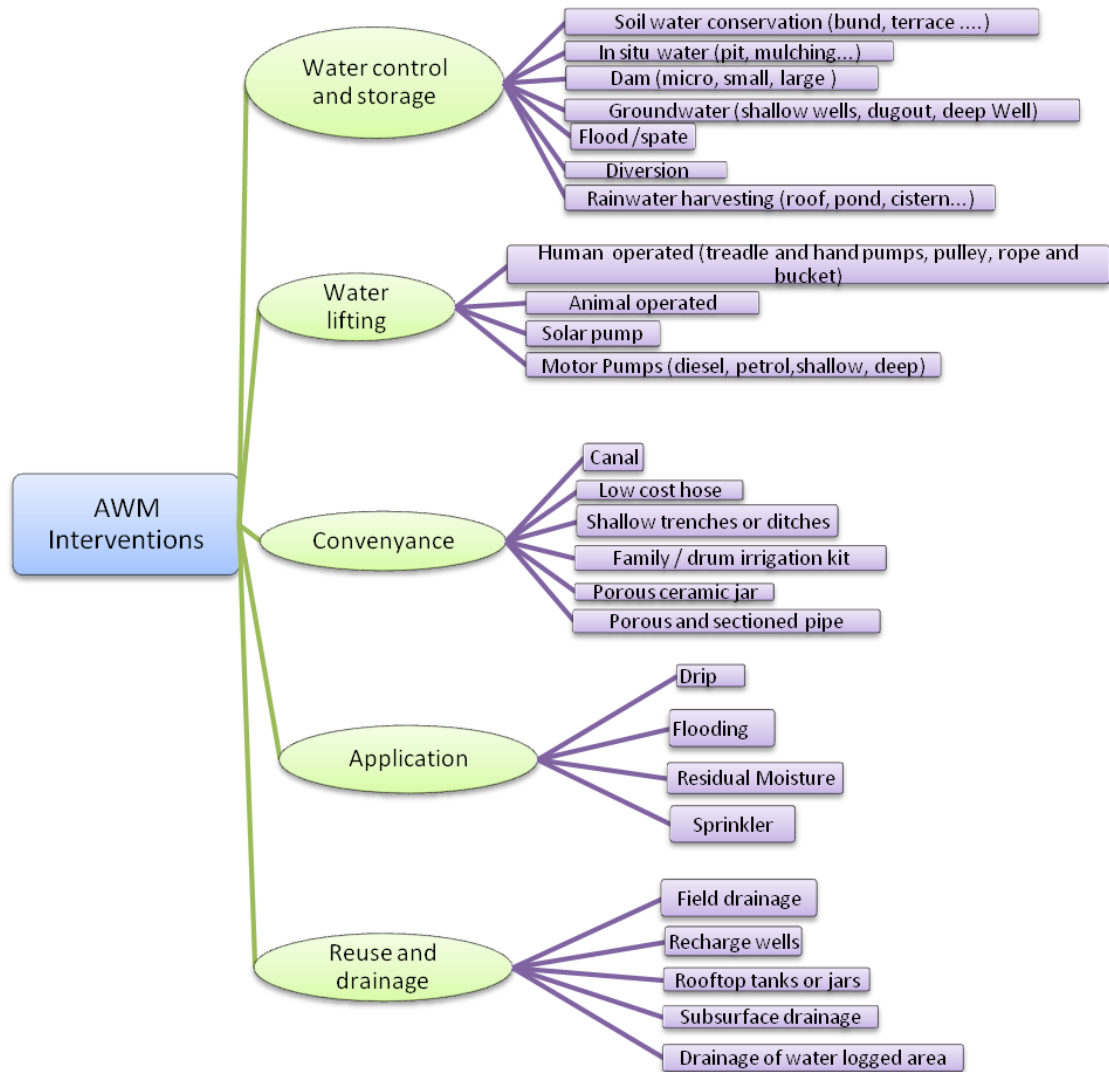 Soil water conservation (bund, terrace ....)
In situ water (pit, mulching...)
Water control
and storage
Dam (micro, small, large )
Groundwater (shallow wells, dugout, deep Well)
Flood /spate
Diversion
Rainwater harvesting (roof, pond, cistern...)
Human operated (treadle and hand pumps, pulley, rope and
bucket)
Water
lifting
Animal operated
Solar pump
Motor Pumps (diesel, petrol,shallow, deep)
AWM
Interventions
Canal
Low cost hose
Shallow trenches or ditches
Convenyance
Family / drum irrigation kit
Porous ceramic jar
Porous and sectioned pipe
Drip
Flooding
Application
Residual Moisture
Sprinkler
Field drainage
Recharge wells
Reuse and
drainage
Rooftop tanks or jars
Subsurface drainage
Drainage of water logged area